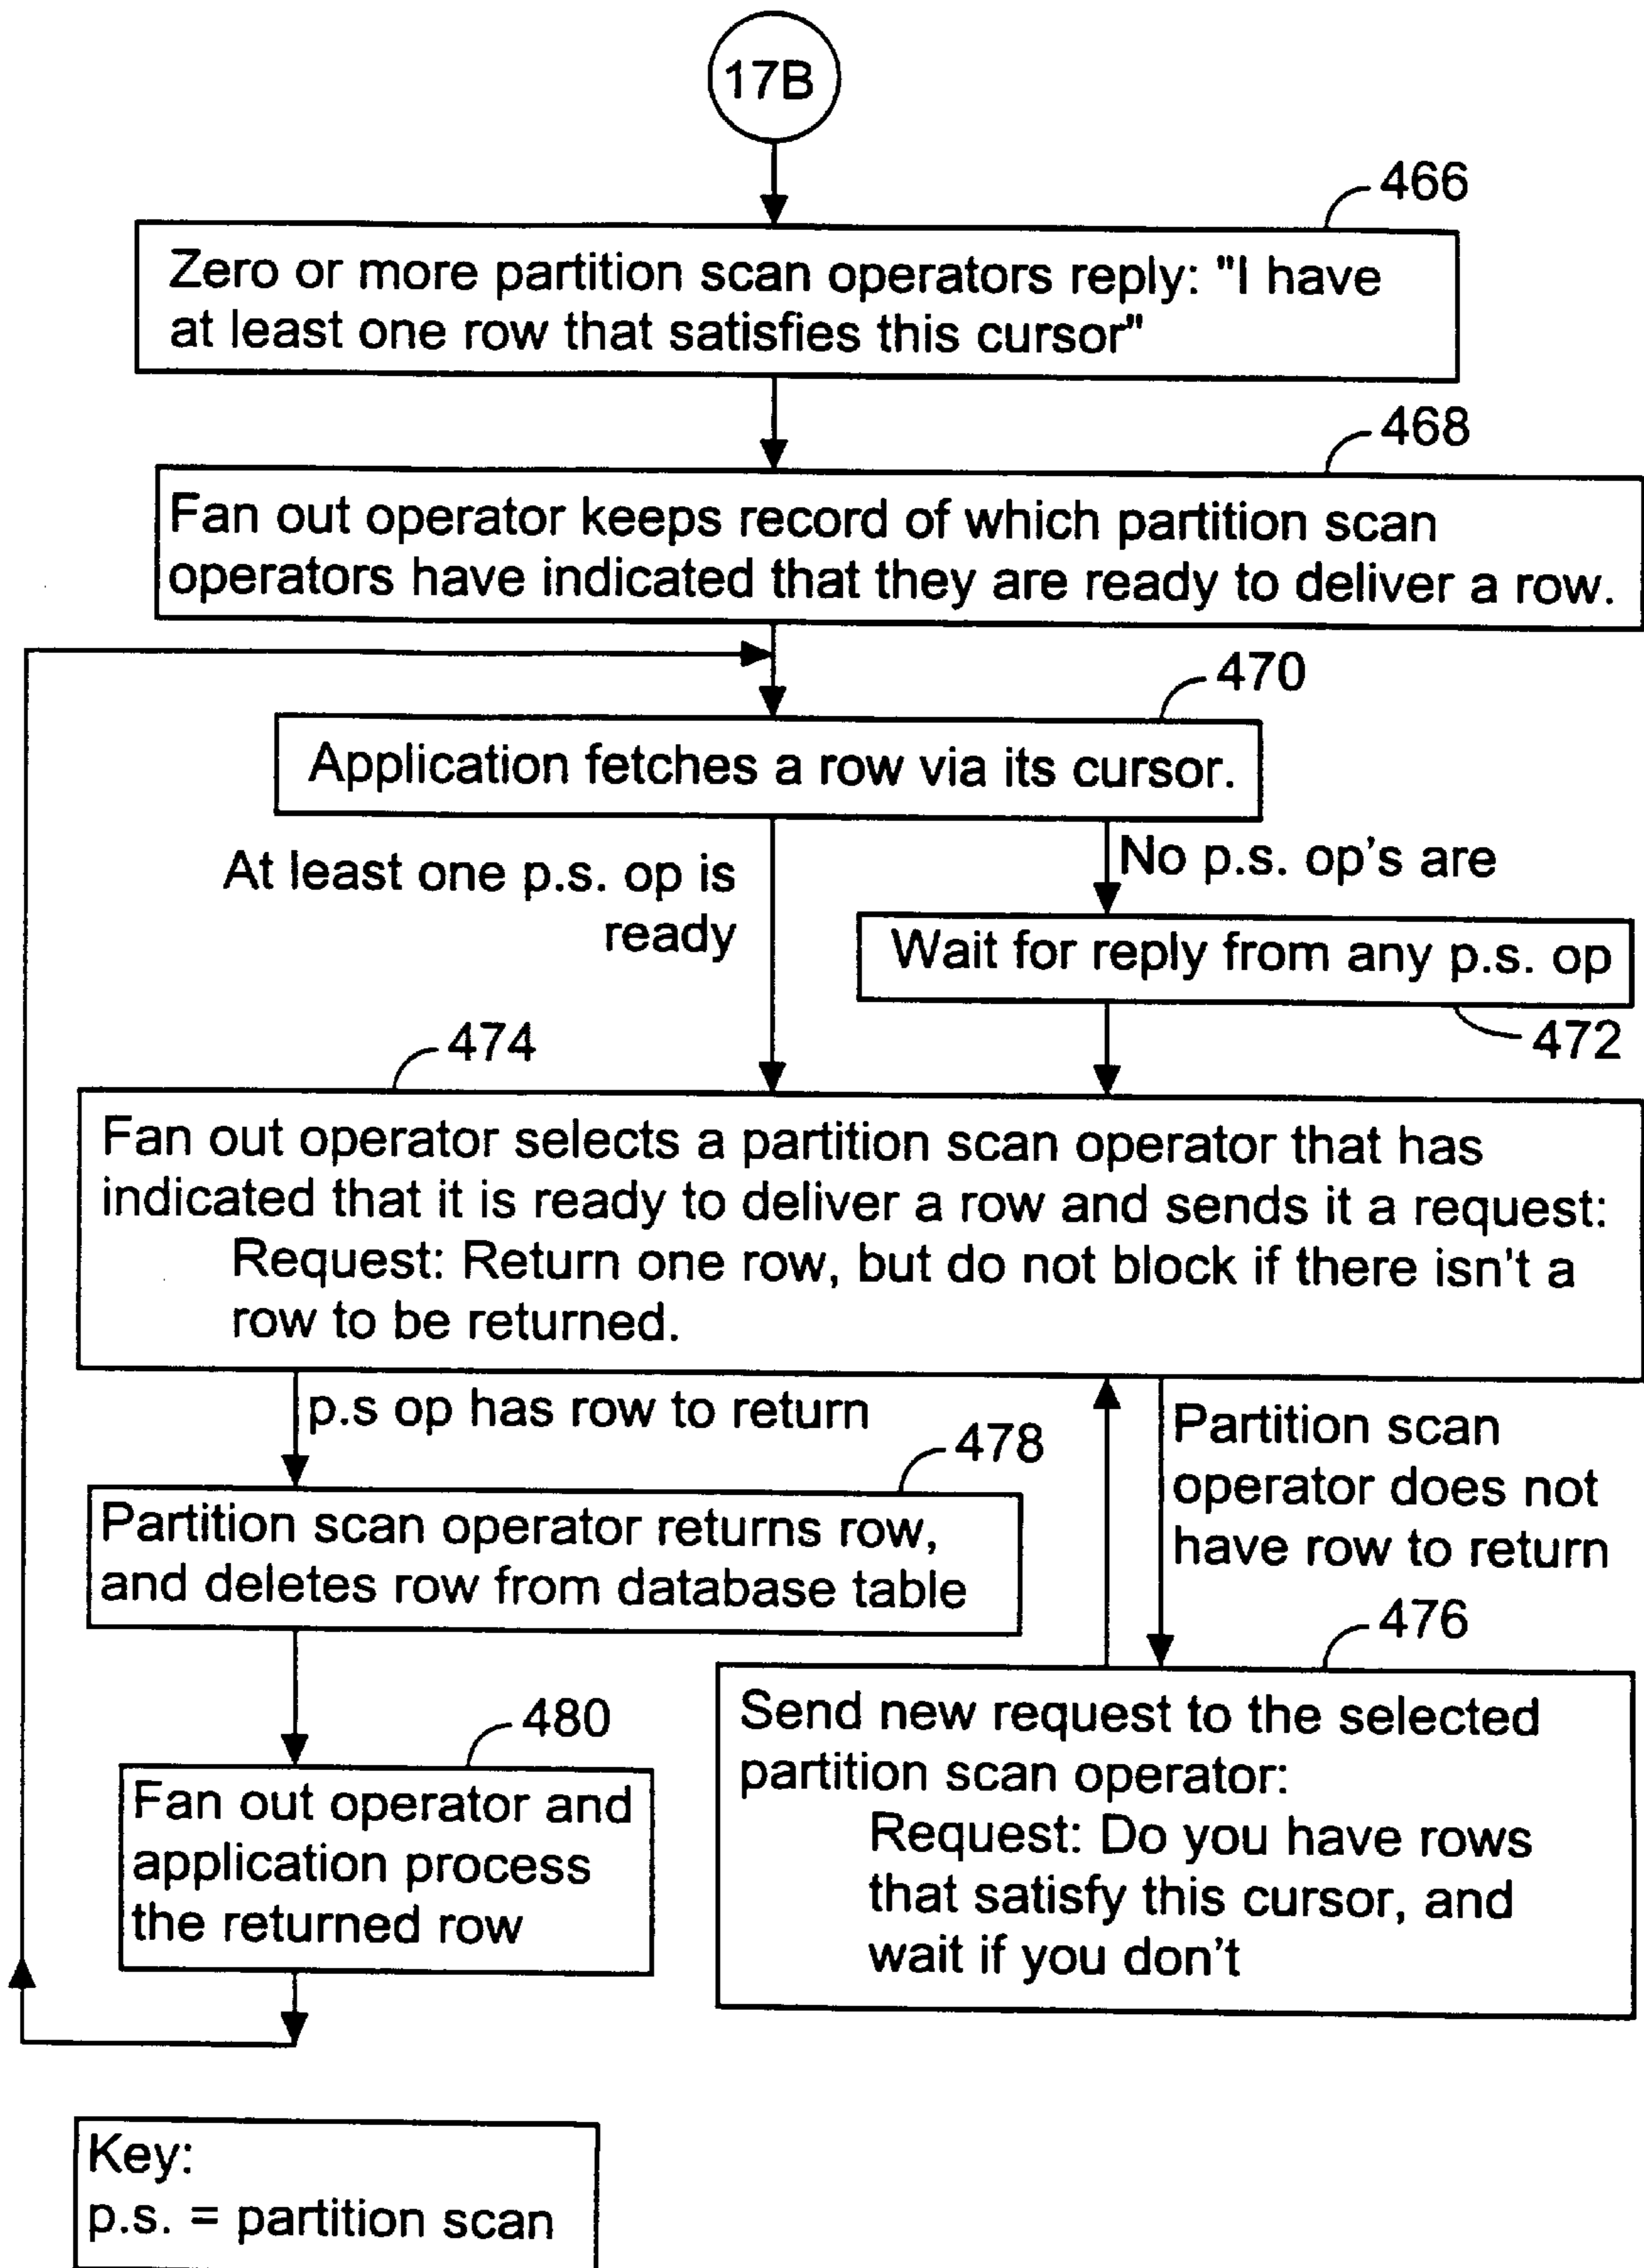 17B
466
Zero or more partition scan operators reply: "I have
at least one row that satisfies this cursor"
468
Fan out operator keeps record of which partition scan
operators have indicated that they are ready to deliver a row.
470
Application fetches a row via its cursor.
At least one p.s. op is
ready
No p.s. op's are
Wait for reply from any p.s. op
472
474
Fan out operator selects a partition scan operator that has
indicated that it is ready to deliver a row and sends it a request:
Request: Return one row, but do not block if there isn't a
row to be returned.
p.s op has row to return
Partition scan
operator does not
have row to return
478
Partition scan operator returns row,
and deletes row from database table
476
Send new request to the selected
partition scan operator:
Request: Do you have rows
that satisfy this cursor, and
wait if you don't
480
Fan out operator and
application process
the returned row
Key:
p.s. = partition scan